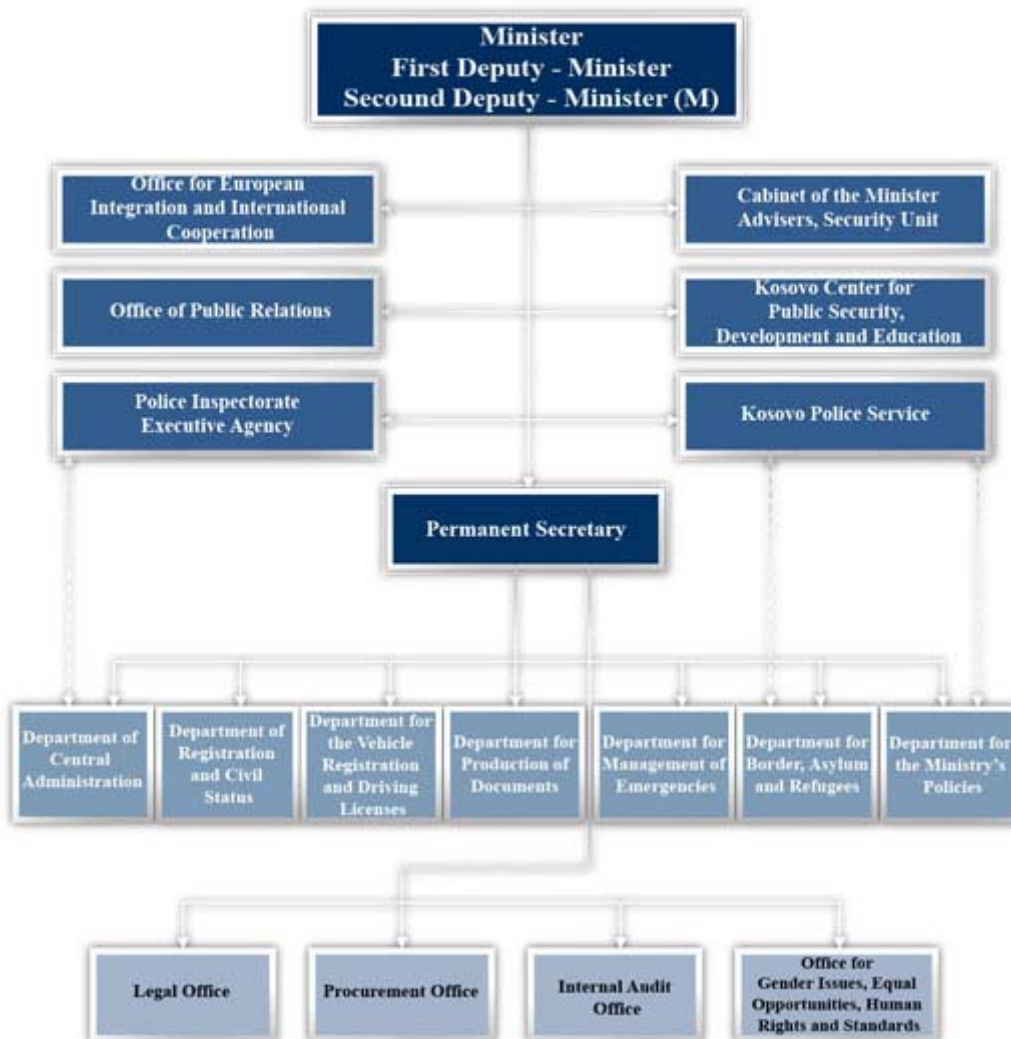 Minister
First Deputy - Minister
Secound Deputy - Minister (M)
Office for European
Integration and International
Cooperation
Cabinet of the Minister
Advisers, Security Unit
Office of Public Relations
Kosovo Center for
Public Security,
Development and Education
Police Inspectorate
Executive Agency
Kosovo Police Service
Permanent Secretary
Department of
Central
Administration
Department of
Registration
and Civil
Status
Department for
the Vehicle
Registration
and Driving
Licenses
Department for
Production of
Documents
Department for
Management of
Emergencies
Department for
Border, Asylum
and Refugees
Department for
the Ministry's
Policies
Legal Office
Procurement Office
Internal Audit
Office
Office for
Gender Issues, Equal
Opportunities, Human
Rights and Standards